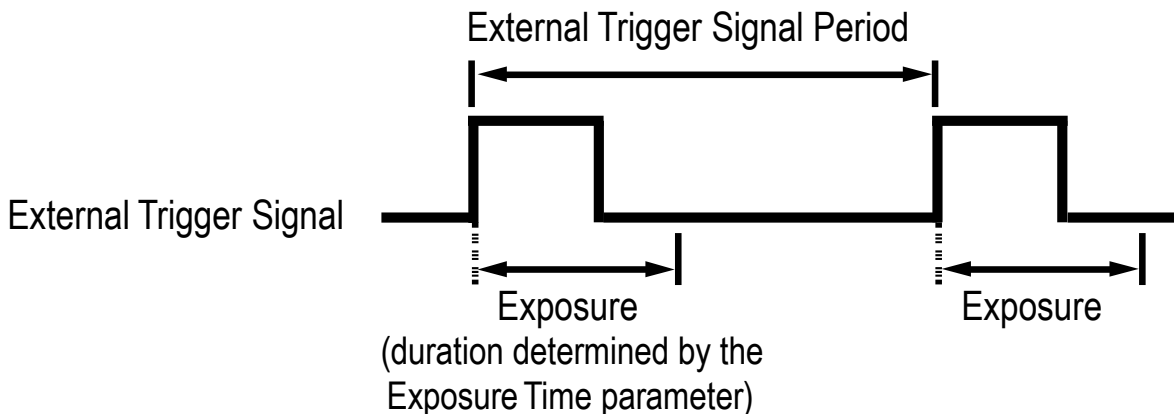 External Trigger Signal Period
External Trigger Signal
Exposure
(duration determined by the
Exposure Time parameter)
Exposure